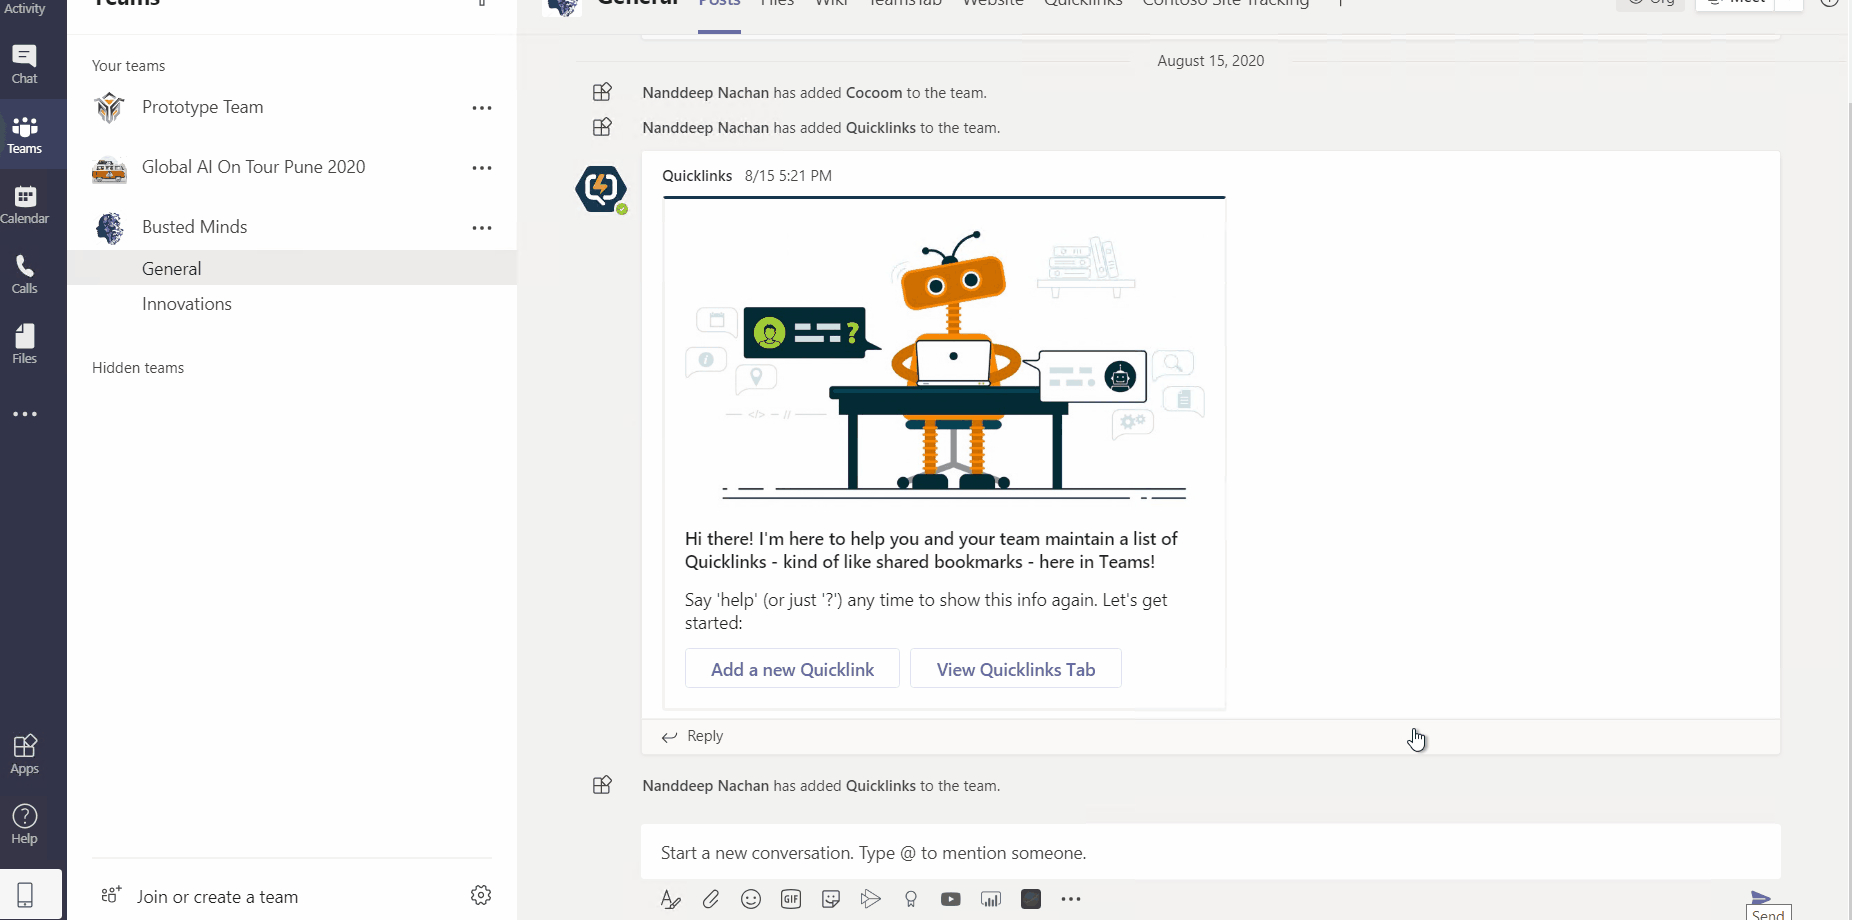 Activity
Chat
Teams
Calendar
Calls
Files
Apps
Help
Teams
Your teams
Prototype Team
Global AI On Tour Pune 2020
Busted Minds
General
Innovations
Hidden teams
Join or create a team
General Posts Files Wiki TeamsTab Website Quicklinks Contoso Site Tracking
Org Meet
August 15, 2020
Nanddeep Nachan has added Cocoom to the team.
Nanddeep Nachan has added Quicklinks to the team.
Quicklinks 8/15 5:21 PM
?
</> — //
Hi there! I'm here to help you and your team maintain a list of
Quicklinks - kind of like shared bookmarks - here in Teams!
Say 'help' (or just '?') any time to show this info again. Let's get
started:
Add a new Quicklink View Quicklinks Tab
Reply
Nanddeep Nachan has added Quicklinks to the team.
Start a new conversation. Type @ to mention someone.
GIF
Send